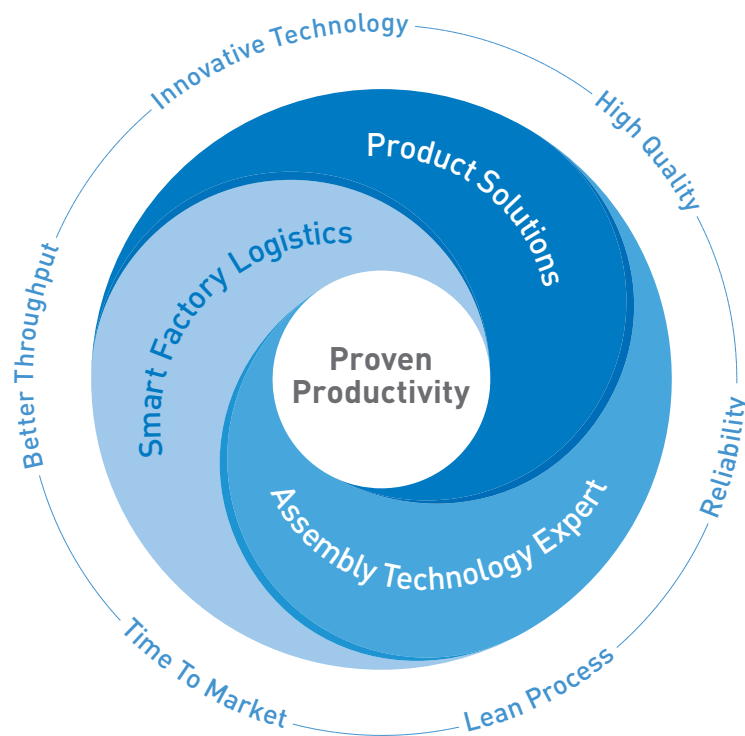 Innovative Technology
High Quality
Reliability
Lean Process
Time To Market
Better Throughput
Product Solutions
Assembly Technology Expert
Smart Factory Logistics
Proven
Productivity